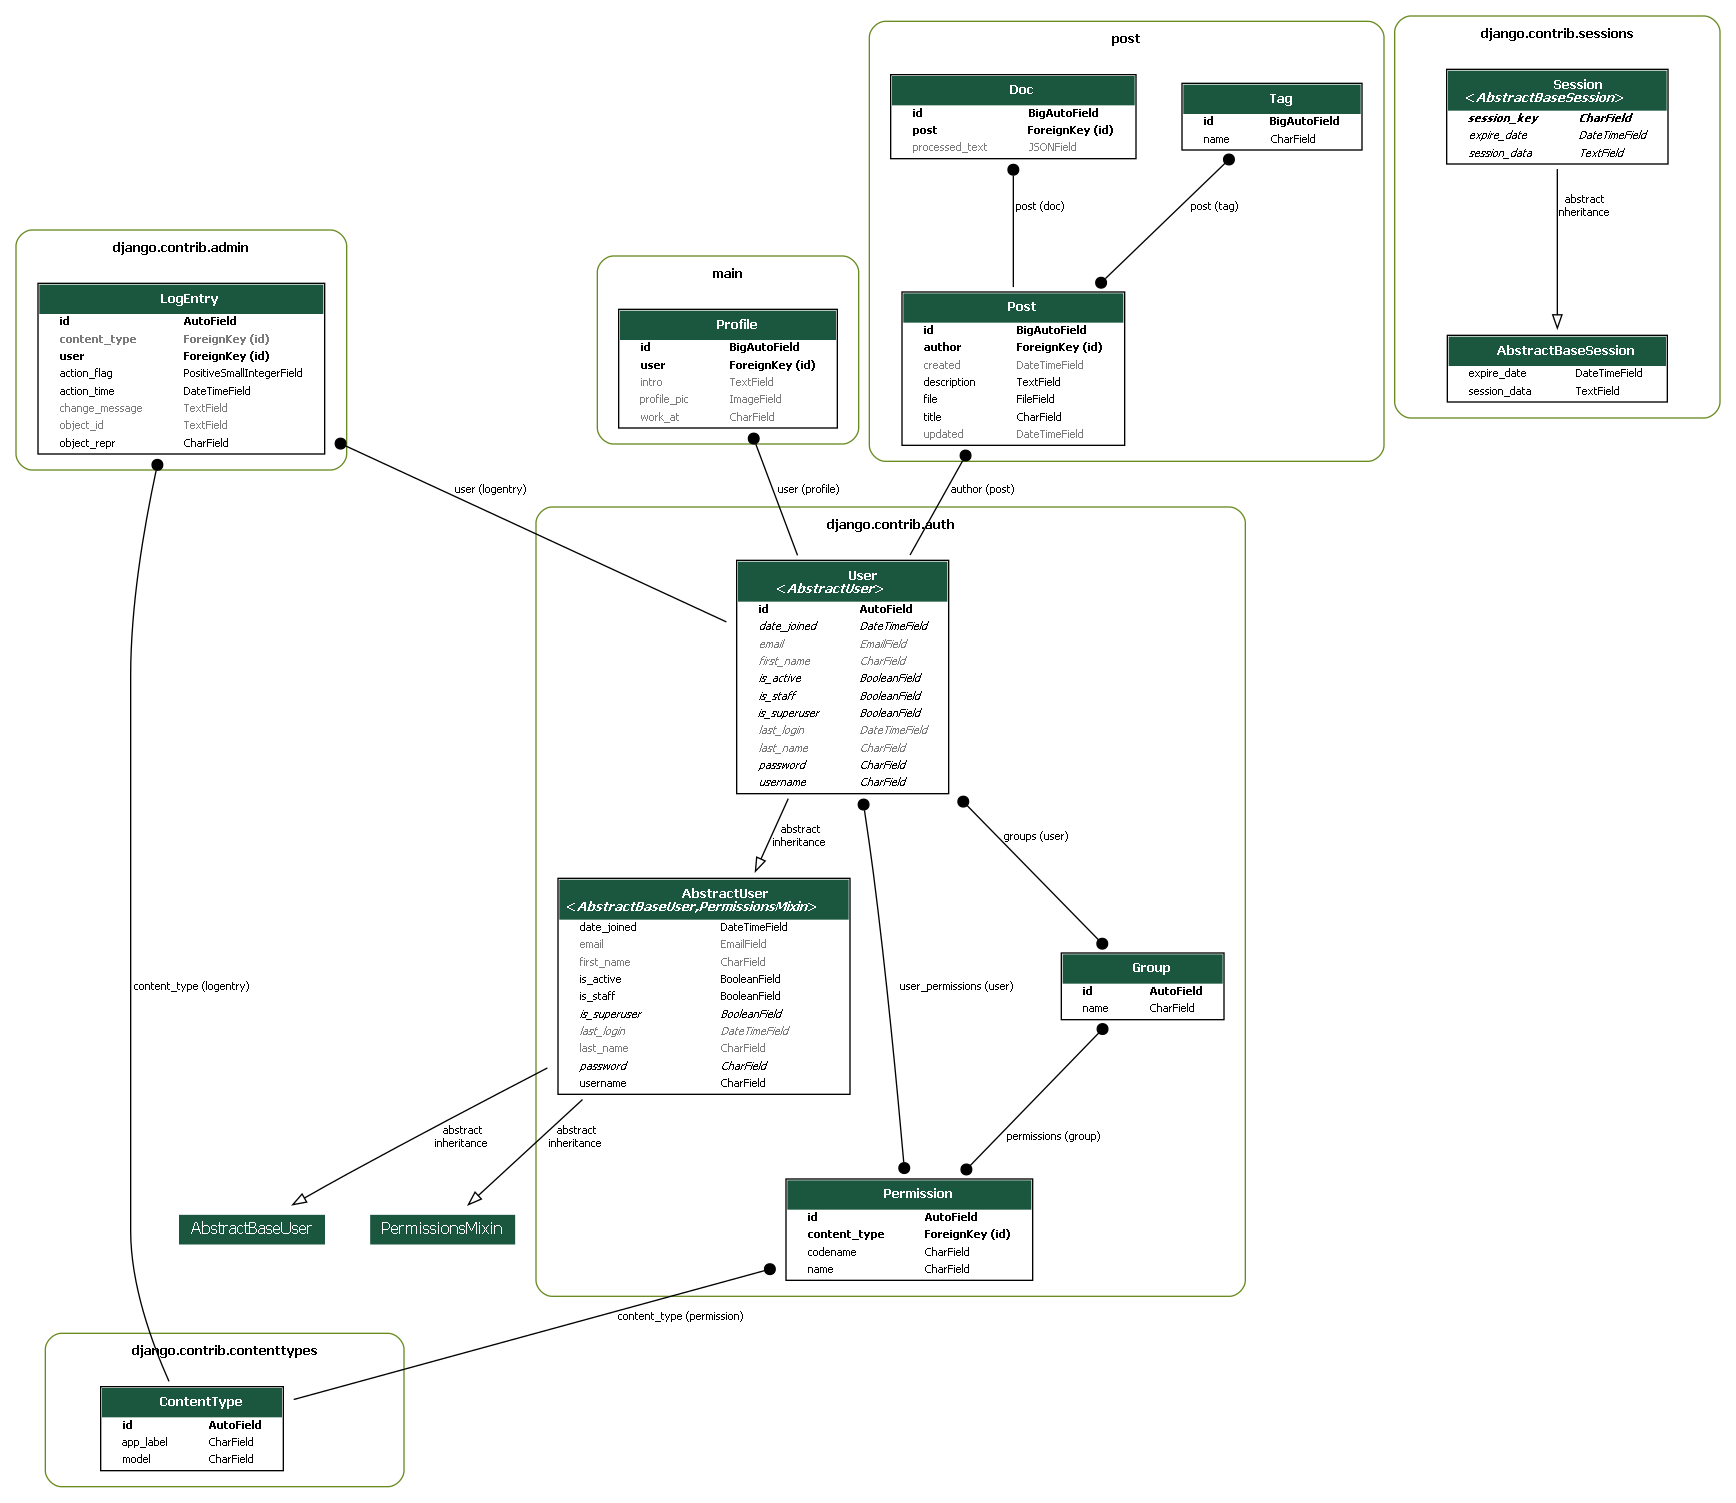 post
Doc
id BigAutoField
post ForeignKey (id)
processed_text JSONField
Tag
id BigAutoField
name CharField
post (doc)
post (tag)
Post
id BigAutoField
author ForeignKey (id)
created DateTimeField
description TextField
file FileField
title CharField
updated DateTimeField
django.contrib.sessions
Session
<AbstractBaseSession>
session_key CharField
expire_date DateTimeField
session_data TextField
abstract
inheritance
AbstractBaseSession
expire_date DateTimeField
session_data TextField
django.contrib.admin
LogEntry
id AutoField
content_type ForeignKey (id)
user ForeignKey (id)
action_flag PositiveSmallIntegerField
action_time DateTimeField
change_message TextField
object_id TextField
object_repr CharField
main
Profile
id BigAutoField
user ForeignKey (id)
intro TextField
profile_pic ImageField
work_at CharField
user (logentry)
user (profile)
author (post)
django.contrib.auth
User
<AbstractUser>
id AutoField
date_joined DateTimeField
email EmailField
first_name CharField
is_active BooleanField
is_staff BooleanField
is_superuser BooleanField
last_login DateTimeField
last_name CharField
password CharField
username CharField
abstract
inheritance
groups (user)
AbstractUser
<AbstractBaseUser,PermissionsMixin>
date_joined DateTimeField
email EmailField
first_name CharField
is_active BooleanField
is_staff BooleanField
is_superuser BooleanField
last_login DateTimeField
last_name CharField
password CharField
username CharField
content_type (logentry)
user_permissions (user)
Group
id AutoField
name CharField
abstract
inheritance
abstract
inheritance
permissions (group)
AbstractBaseUser
PermissionsMixin
Permission
id AutoField
content_type ForeignKey (id)
codename CharField
name CharField
content_type (permission)
django.contrib.contenttypes
ContentType
id AutoField
app_label CharField
model CharField